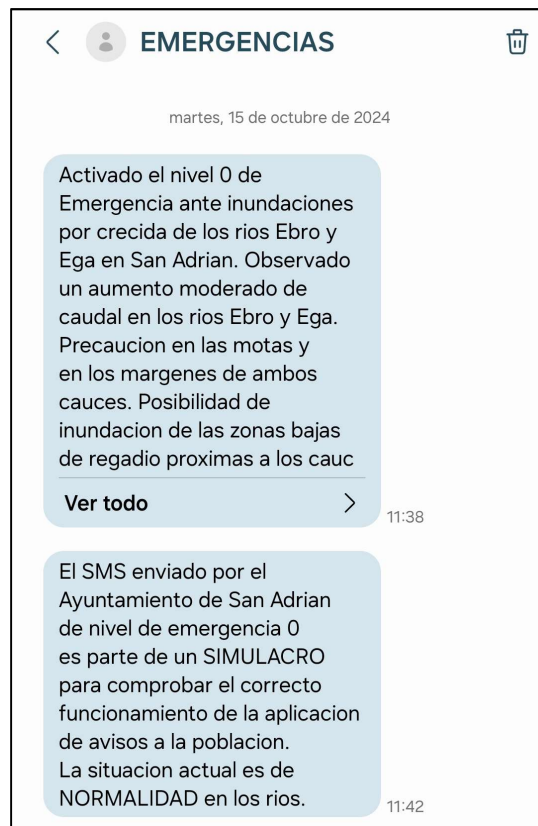 EMERGENCIAS
martes, 15 de octubre de 2024
Activado el nivel 0 de
Emergencia ante inundaciones
por crecida de los rios Ebro y
Ega en San Adrian. Observado
un aumento moderado de
caudal en los rios Ebro y Ega.
Precaucion en las motas y
en los margenes de ambos
cauces. Posibilidad de
inundacion de las zonas bajas
de regadio proximas a los cauc
Ver todo
11:38
El SMS enviado por el
Ayuntamiento de San Adrian
de nivel de emergencia 0
es parte de un SIMULACRO
para comprobar el correcto
funcionamiento de la aplicacion
de avisos a la poblacion.
La situacion actual es de
NORMALIDAD en los rios.
11:42